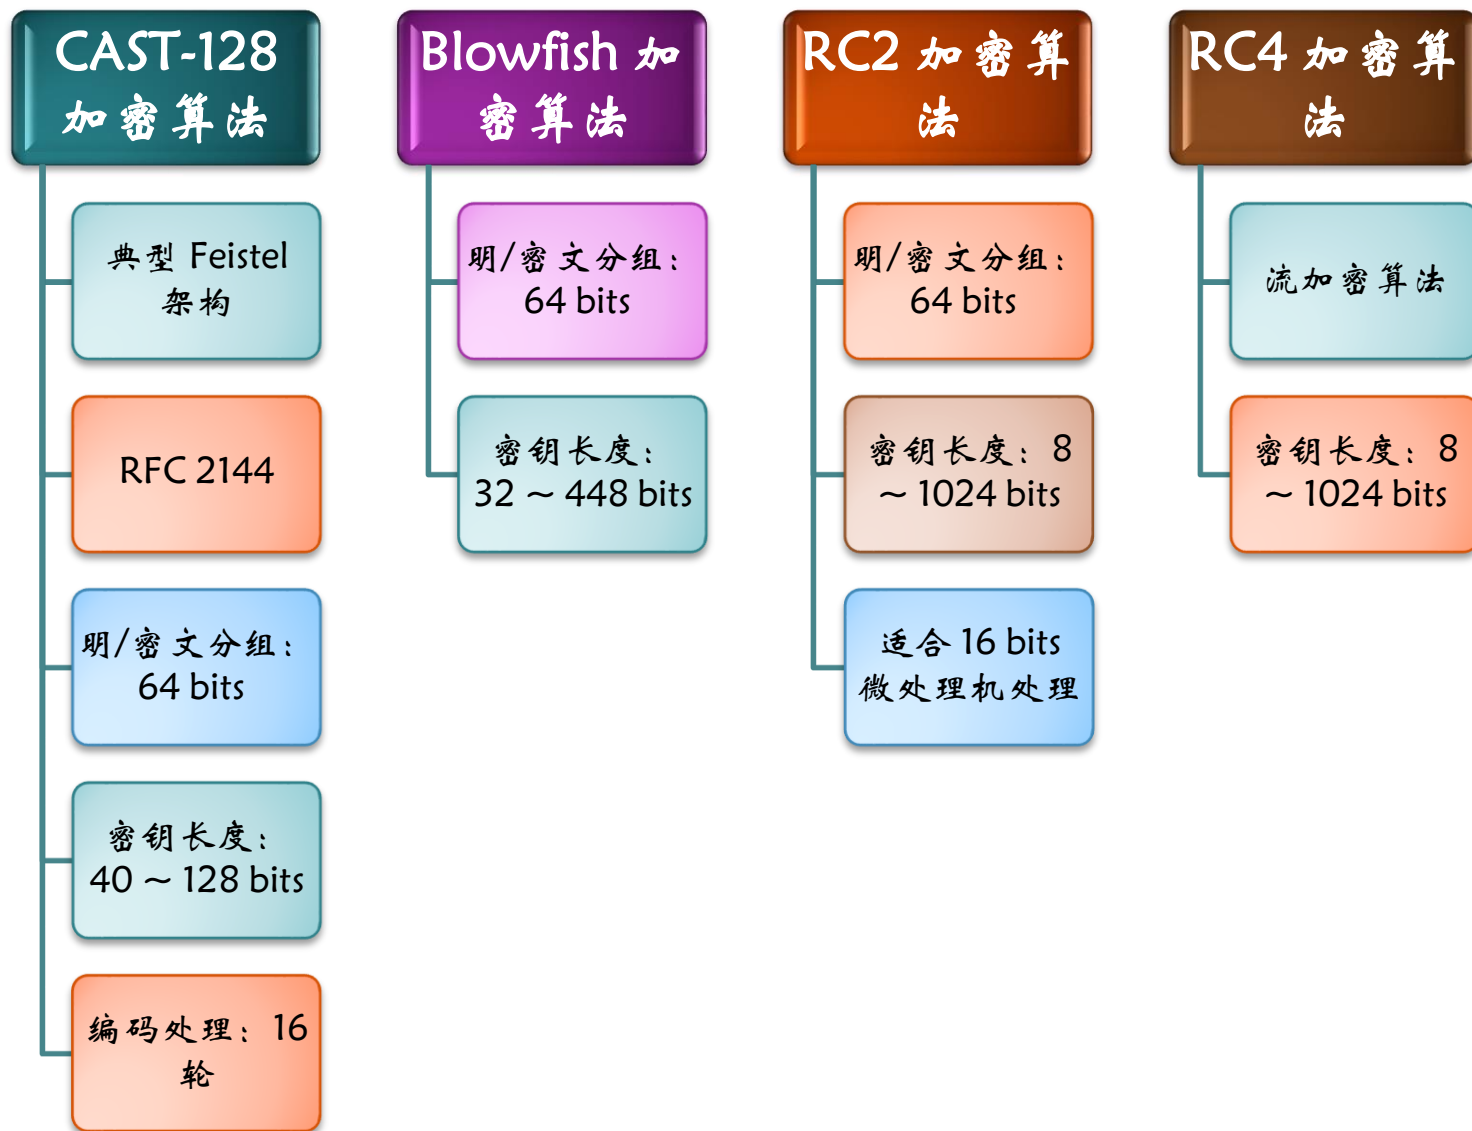 CAST-128
加密算法
典型 Feistel
架构
RFC 2144
明/密文分组：
64 bits
密钥长度：
40 ~ 128 bits
编码处理：16
轮
Blowfish 加
密算法
明/密文分组：
64 bits
密钥长度：
32 ~ 448 bits
RC2 加密算
法
明/密文分组：
64 bits
密钥长度：8
~ 1024 bits
适合 16 bits
微处理机处理
RC4 加密算
法
流加密算法
密钥长度：8
~ 1024 bits